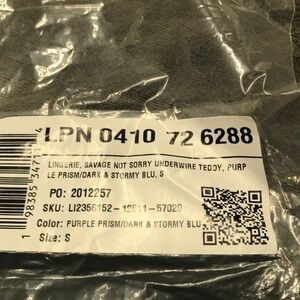 LPN 0410 72 6288
LINGERIE, SAVAGE NOT SORRY UNDERWIRE TEDDY, PURP
LE PRISM/DARK & STORMY BLU, S
PO: 2012257
SKU: LI2356152-12511-57020
Color: PURPLE PRISM/DARK & STORMY BLU
Size: S